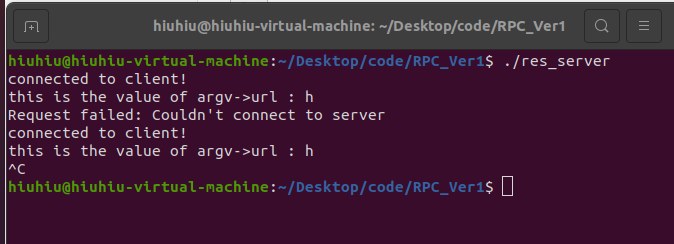 hiuhiu@hiuhiu-virtual-machine: ~/Desktop/code/RPC_Ver1
hiuhiu@hiuhiu-virtual-machine:~/Desktop/code/RPC_Ver1$ ./res_server
connected to client!
this is the value of argv->url : h
Request failed: Couldn't connect to server
connected to client!
this is the value of argv->url : h
^C
hiuhiu@hiuhiu-virtual-machine:~/Desktop/code/RPC_Ver1$